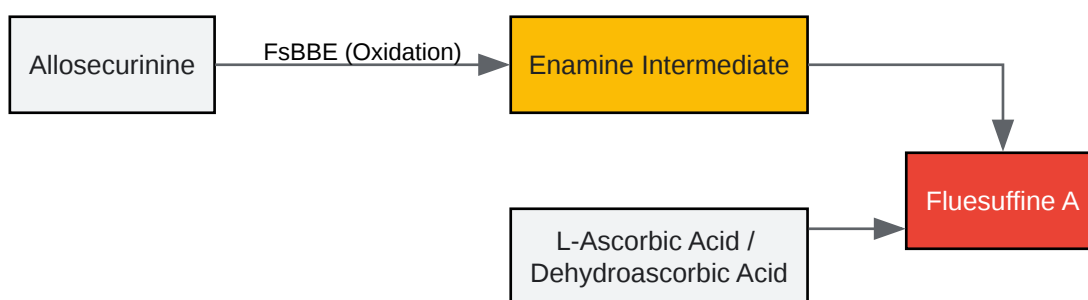 Allosecurinine
FsBBE (Oxidation)
Enamine Intermediate
Fluesuffine A
L-Ascorbic Acid /
Dehydroascorbic Acid